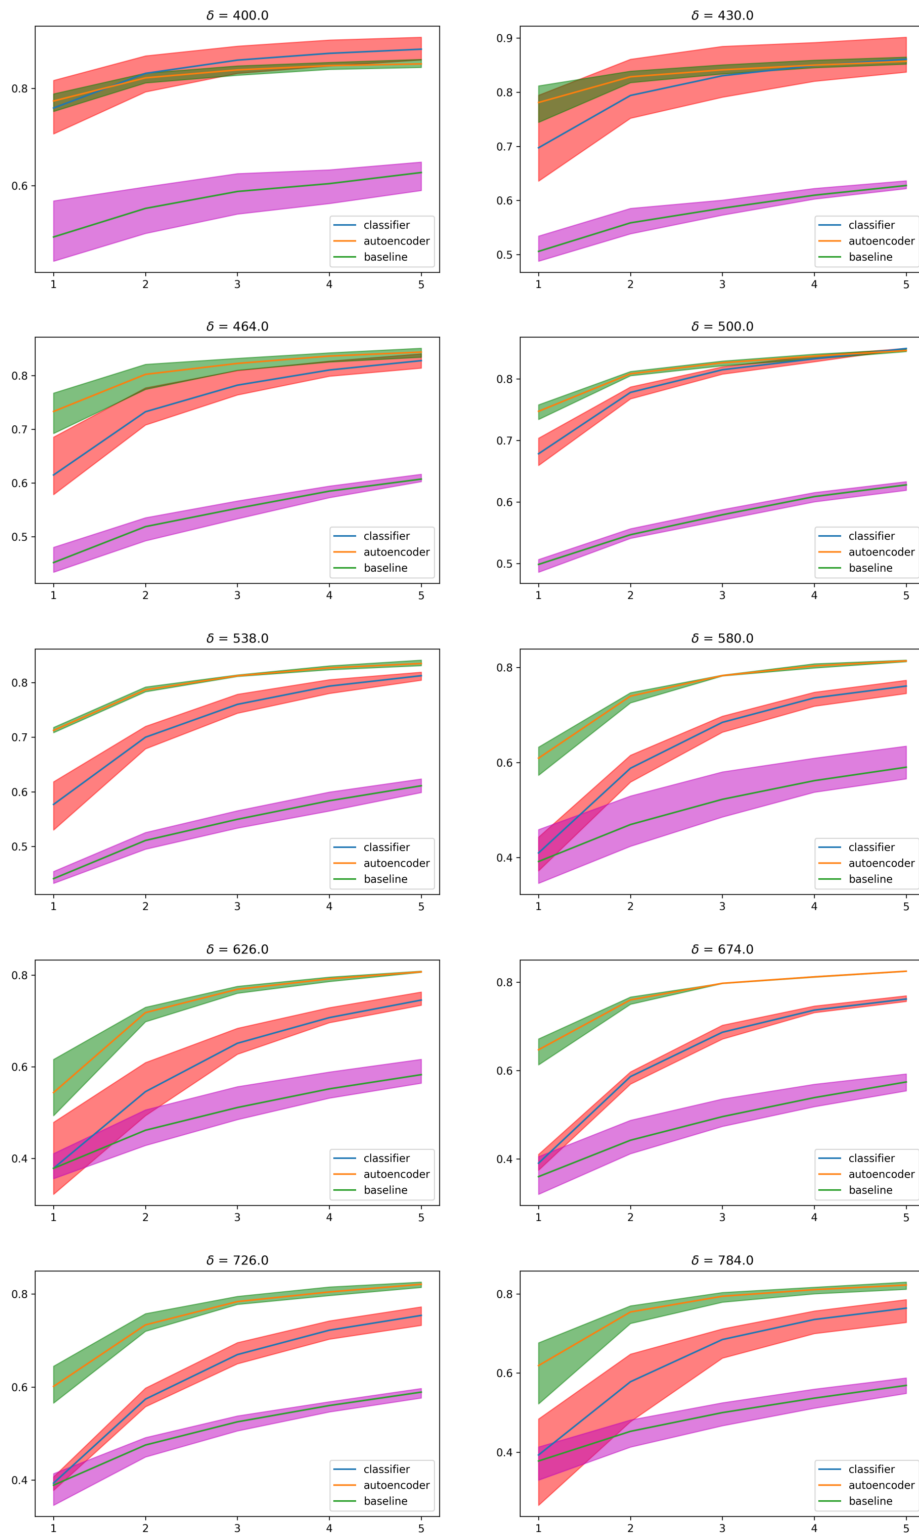 δ = 400.0
0.8
0.6
classifier
autoencoder
baseline
1 2 3 4 5
δ = 430.0
0.9
0.8
0.7
0.6
0.5
classifier
autoencoder
baseline
1 2 3 4 5
δ = 464.0
0.8
0.7
0.6
0.5
classifier
autoencoder
baseline
1 2 3 4 5
δ = 500.0
0.8
0.7
0.6
0.5
classifier
autoencoder
baseline
1 2 3 4 5
δ = 538.0
0.8
0.7
0.6
0.5
classifier
autoencoder
baseline
1 2 3 4 5
δ = 580.0
0.8
0.6
0.4
classifier
autoencoder
baseline
1 2 3 4 5
δ = 626.0
0.8
0.6
0.4
classifier
autoencoder
baseline
1 2 3 4 5
δ = 674.0
0.8
0.6
0.4
classifier
autoencoder
baseline
1 2 3 4 5
δ = 726.0
0.8
0.6
0.4
classifier
autoencoder
baseline
1 2 3 4 5
δ = 784.0
0.8
0.6
0.4
classifier
autoencoder
baseline
1 2 3 4 5